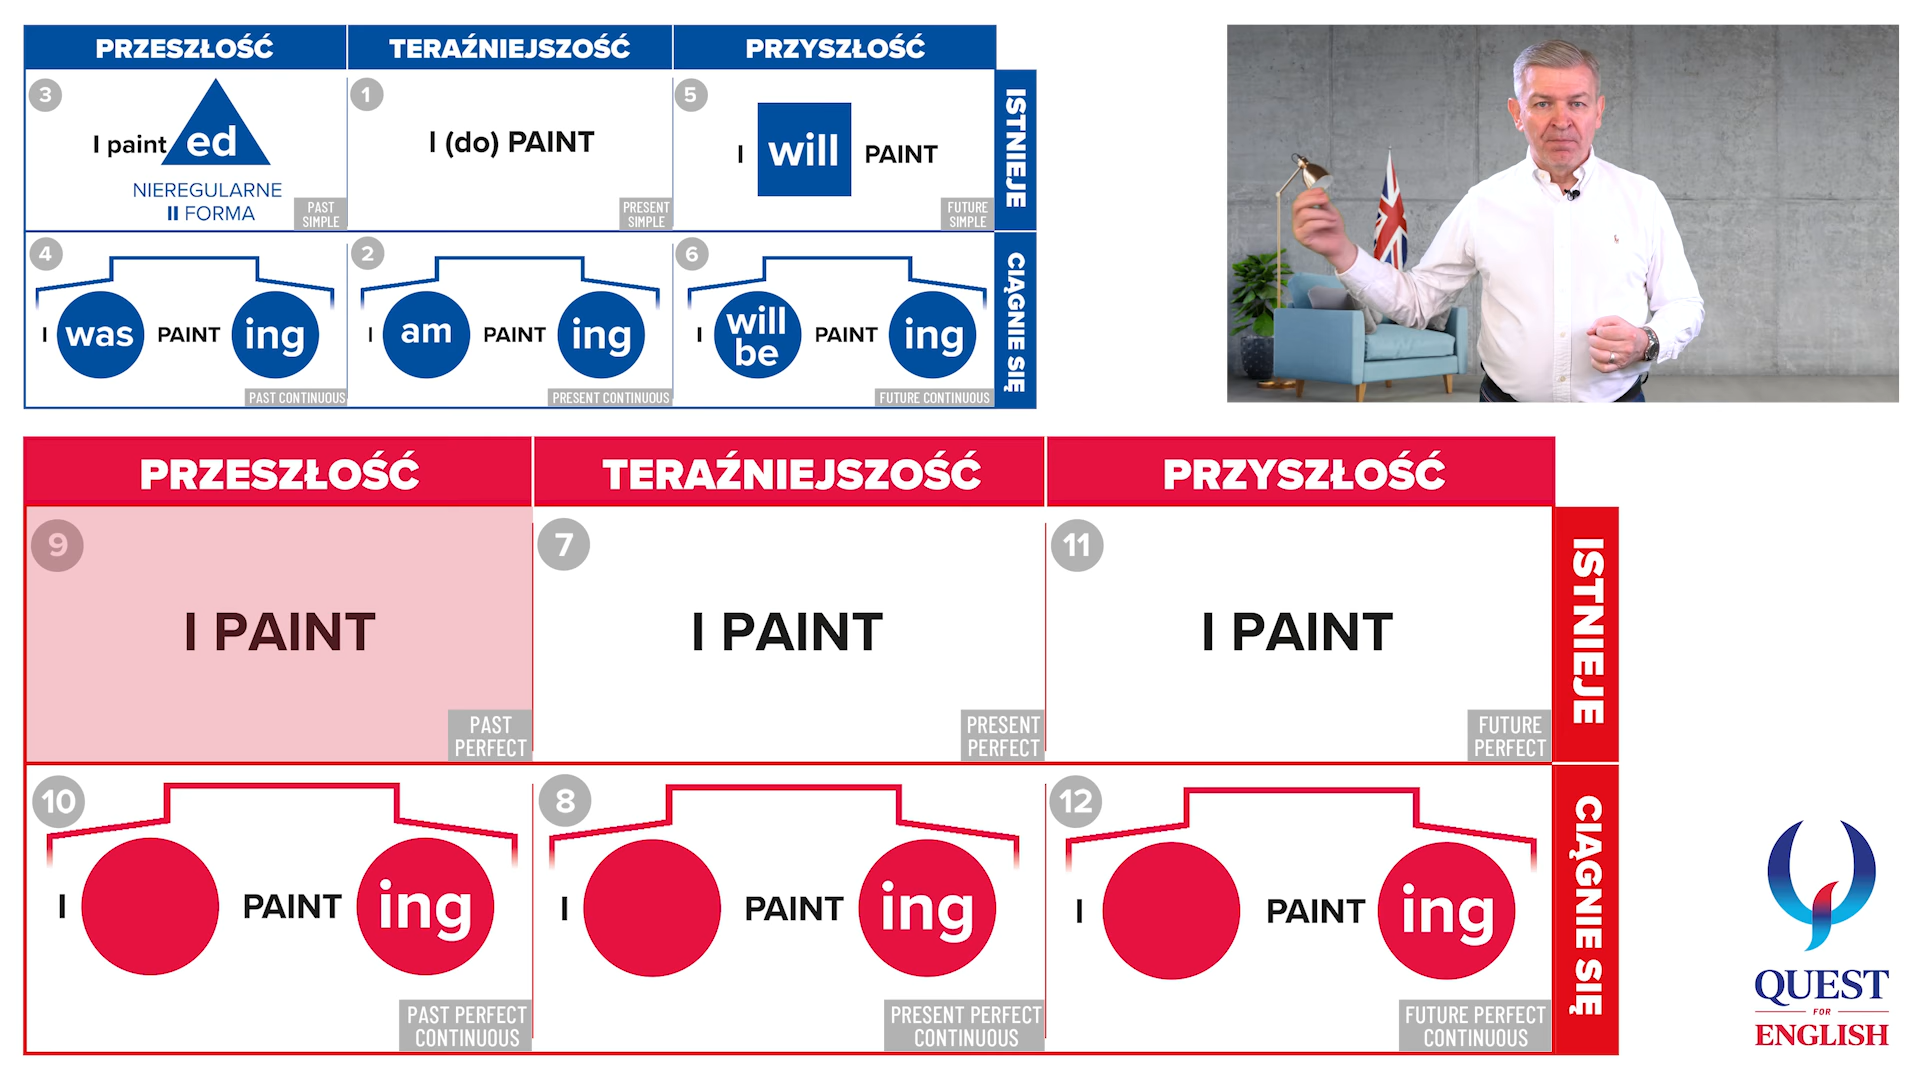 PRZESZŁOŚĆ
TERAŹNIEJSZOŚĆ
PRZYSZŁOŚĆ
3
I paint ed
NIEREGULARNE
II FORMA
PAST
SIMPLE
1
I (do) PAINT
PRESENT
SIMPLE
5
I will PAINT
FUTURE
SIMPLE
ISTNIEJE
4
I was PAINT ing
PAST CONTINUOUS
2
I am PAINT ing
PRESENT CONTINUOUS
6
I will be PAINT ing
FUTURE CONTINUOUS
CIĄGNIE SIĘ
PRZESZŁOŚĆ
TERAŹNIEJSZOŚĆ
PRZYSZŁOŚĆ
9
I PAINT
PAST
PERFECT
7
I PAINT
PRESENT
PERFECT
11
I PAINT
FUTURE
PERFECT
ISTNIEJE
10
I PAINT ing
PAST PERFECT
CONTINUOUS
8
I PAINT ing
PRESENT PERFECT
CONTINUOUS
12
I PAINT ing
FUTURE PERFECT
CONTINUOUS
CIĄGNIE SIĘ
QUEST
FOR
ENGLISH